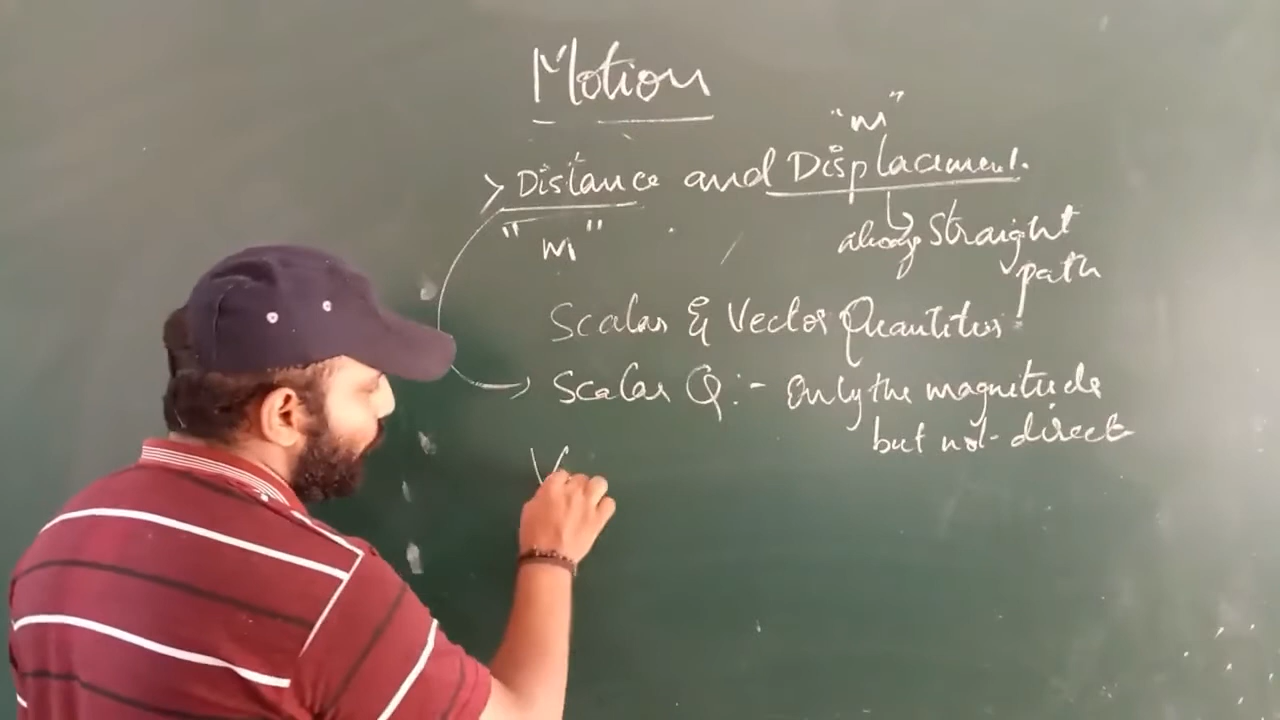 Motion
"m"
> Distance and Displacement.
"m"
always straight
path
Scalar & Vector Quantities
Scalar Q :- Only the magnitude
but not direct
V